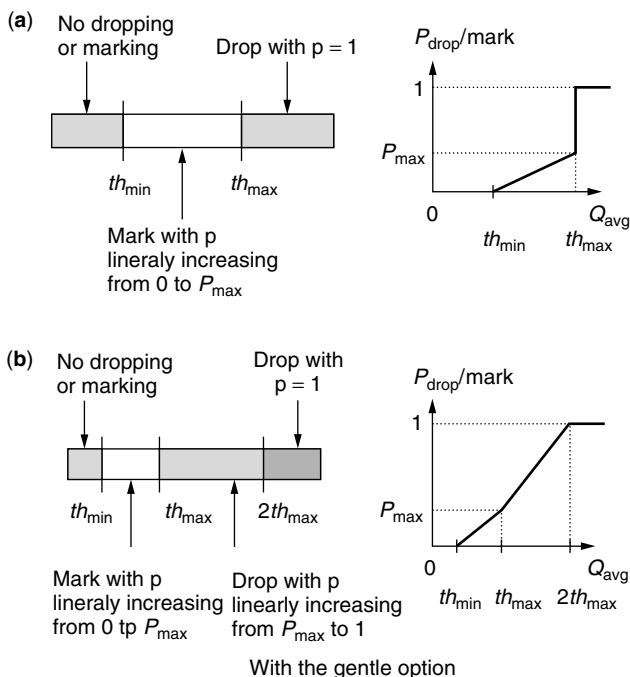 (a)
No dropping
or marking
Drop with p = 1
th_min
th_max
Mark with p
lineraly increasing
from 0 to P_max
P_drop/mark
1
P_max
0
Q_avg
th_min
th_max
(b)
No dropping
or marking
Drop with
p = 1
th_min
th_max
2th_max
Mark with p
lineraly increasing
from 0 tp P_max
Drop with p
linearly increasing
from P_max to 1
P_drop/mark
1
P_max
0
Q_avg
th_min
th_max
2th_max
With the gentle option